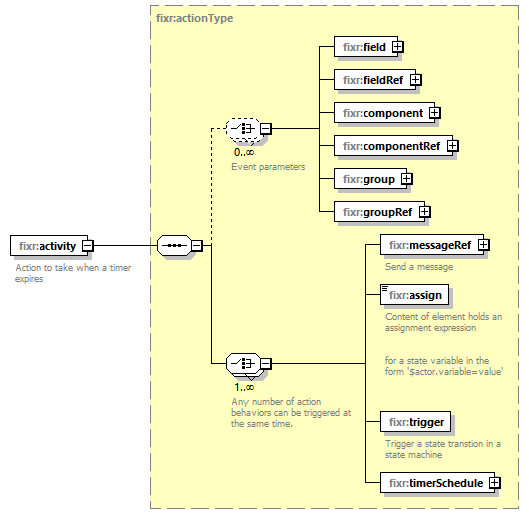 fixr:actionType
fixr:field
fixr:fieldRef
fixr:component
0..∞
Event parameters
fixr:componentRef
fixr:group
fixr:groupRef
fixr:activity
Action to take when a timer
expires
fixr:messageRef
Send a message
fixr:assign
Content of element holds an
assignment expression
for a state variable in the
form '$actor.variable=value'
1..∞
Any number of action
behaviors can be triggered at
the same time.
fixr:trigger
Trigger a state transtion in a
state machine
fixr:timerSchedule